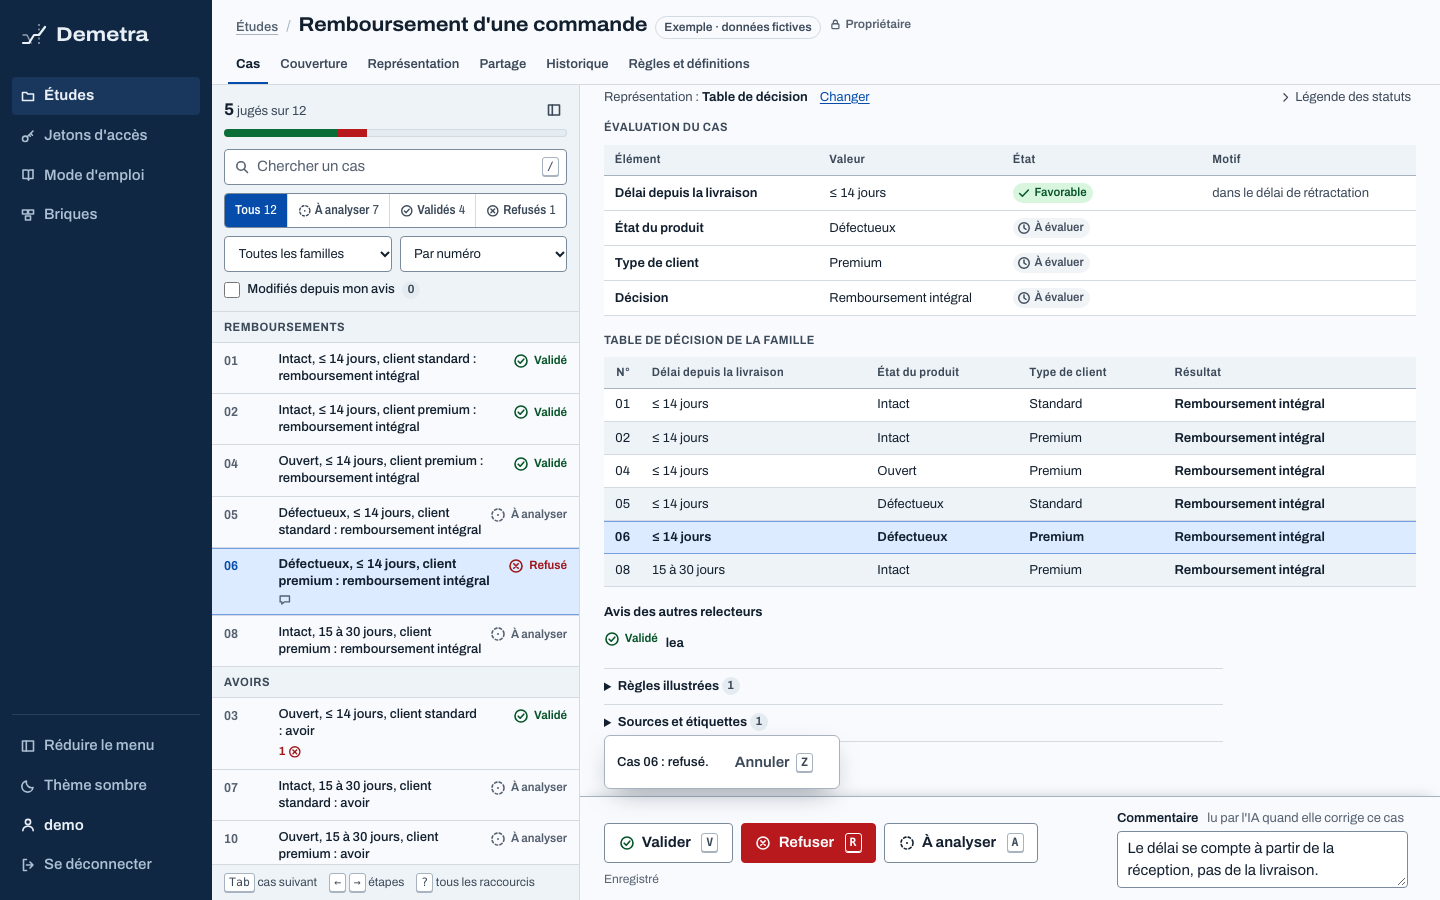 Demetra
Études
Jetons d'accès
Mode d'emploi
Briques
Réduire le menu
Thème sombre
demo
Se déconnecter
Études / Remboursement d'une commande Exemple · données fictives Propriétaire
Cas Couverture Représentation Partage Historique Règles et définitions
5 jugés sur 12
Chercher un cas /
Tous 12 À analyser 7 Validés 4 Refusés 1
Toutes les familles Par numéro
Modifiés depuis mon avis 0
REMBOURSEMENTS
01 Intact, ≤ 14 jours, client standard : Validé
remboursement intégral
02 Intact, ≤ 14 jours, client premium : Validé
remboursement intégral
04 Ouvert, ≤ 14 jours, client premium : Validé
remboursement intégral
05 Défectueux, ≤ 14 jours, client À analyser
standard : remboursement intégral
06 Défectueux, ≤ 14 jours, client Refusé
premium : remboursement intégral
08 Intact, 15 à 30 jours, client À analyser
premium : remboursement intégral
AVOIRS
03 Ouvert, ≤ 14 jours, client standard Validé
: avoir
1
07 Intact, 15 à 30 jours, client À analyser
standard : avoir
10 Ouvert, 15 à 30 jours, client À analyser
premium : avoir
Tab cas suivant ← → étapes ? tous les raccourcis
Représentation : Table de décision Changer Légende des statuts
ÉVALUATION DU CAS
Élément Valeur État Motif
Délai depuis la livraison ≤ 14 jours Favorable dans le délai de rétractation
État du produit Défectueux À évaluer
Type de client Premium À évaluer
Décision Remboursement intégral À évaluer
TABLE DE DÉCISION DE LA FAMILLE
N° Délai depuis la livraison État du produit Type de client Résultat
01 ≤ 14 jours Intact Standard Remboursement intégral
02 ≤ 14 jours Intact Premium Remboursement intégral
04 ≤ 14 jours Ouvert Premium Remboursement intégral
05 ≤ 14 jours Défectueux Standard Remboursement intégral
06 ≤ 14 jours Défectueux Premium Remboursement intégral
08 15 à 30 jours Intact Premium Remboursement intégral
Avis des autres relecteurs
Validé lea
Règles illustrées 1
Sources et étiquettes 1
Cas 06 : refusé. Annuler Z
Valider V Refuser R À analyser A
Enregistré
Commentaire lu par l'IA quand elle corrige ce cas
Le délai se compte à partir de la
réception, pas de la livraison.